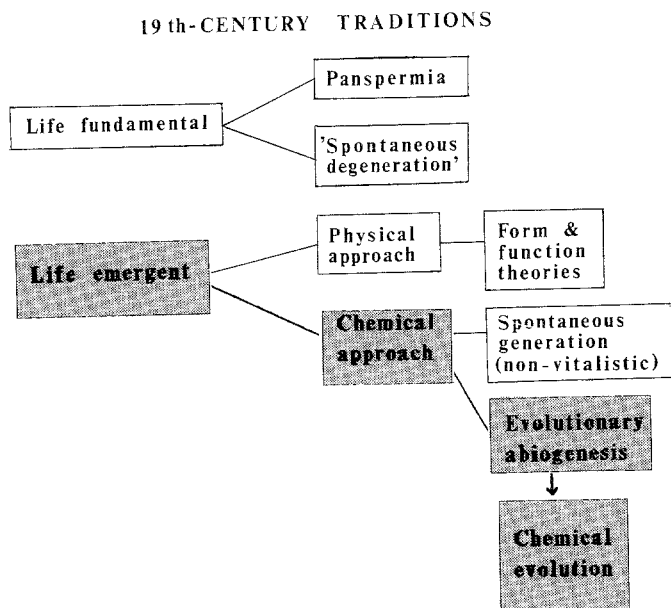 19th-CENTURY TRADITIONS
Panspermia
Life fundamental
'Spontaneous
degeneration'
Physical
approach
Form &
function
theories
Life emergent
Chemical
approach
Spontaneous
generation
(non-vitalistic)
Evolutionary
abiogenesis
Chemical
evolution